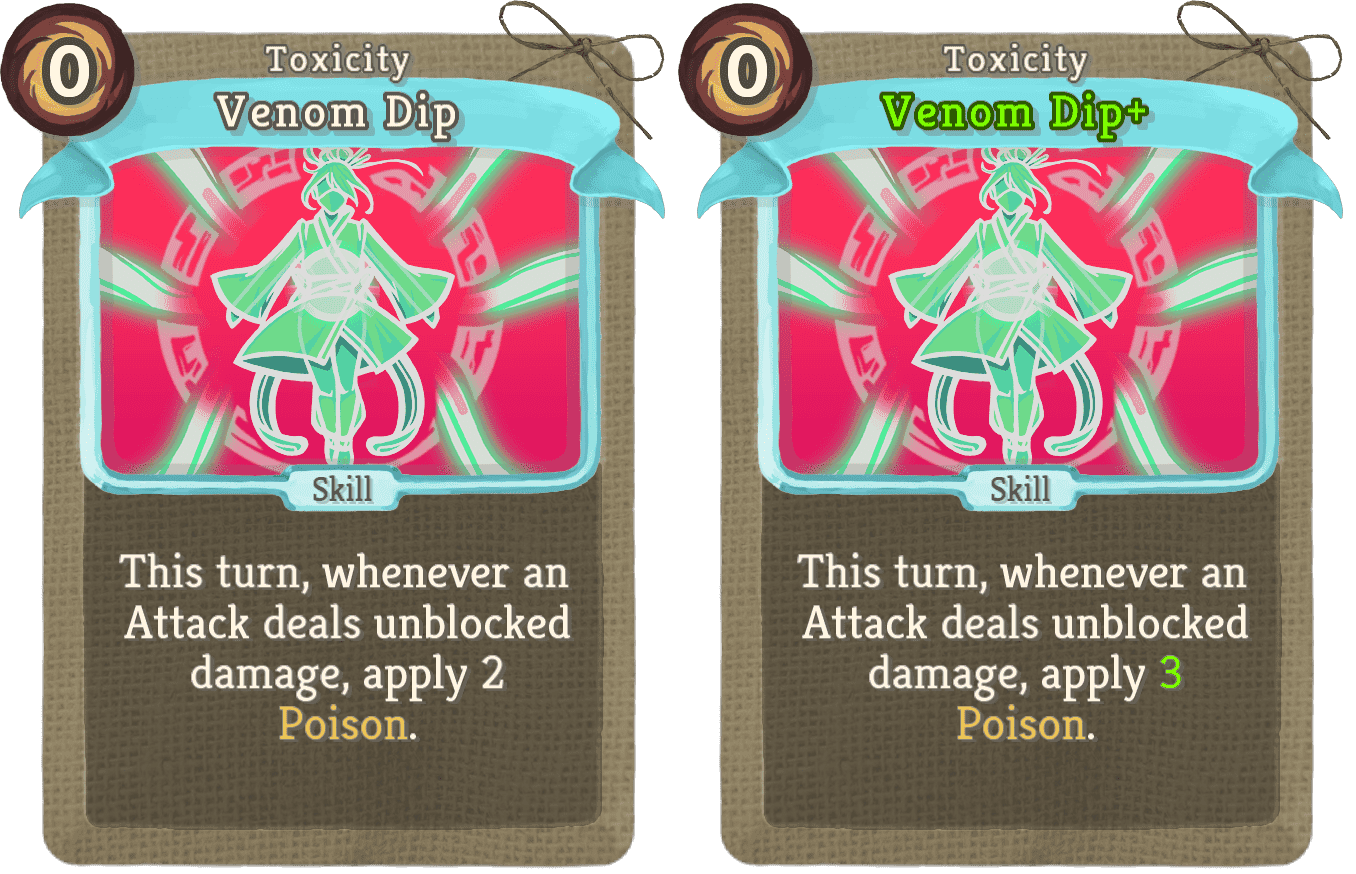 0
Toxicity
Venom Dip
Skill
This turn, whenever an
Attack deals unblocked
damage, apply 2
Poison.
0
Toxicity
Venom Dip+
Skill
This turn, whenever an
Attack deals unblocked
damage, apply 3
Poison.